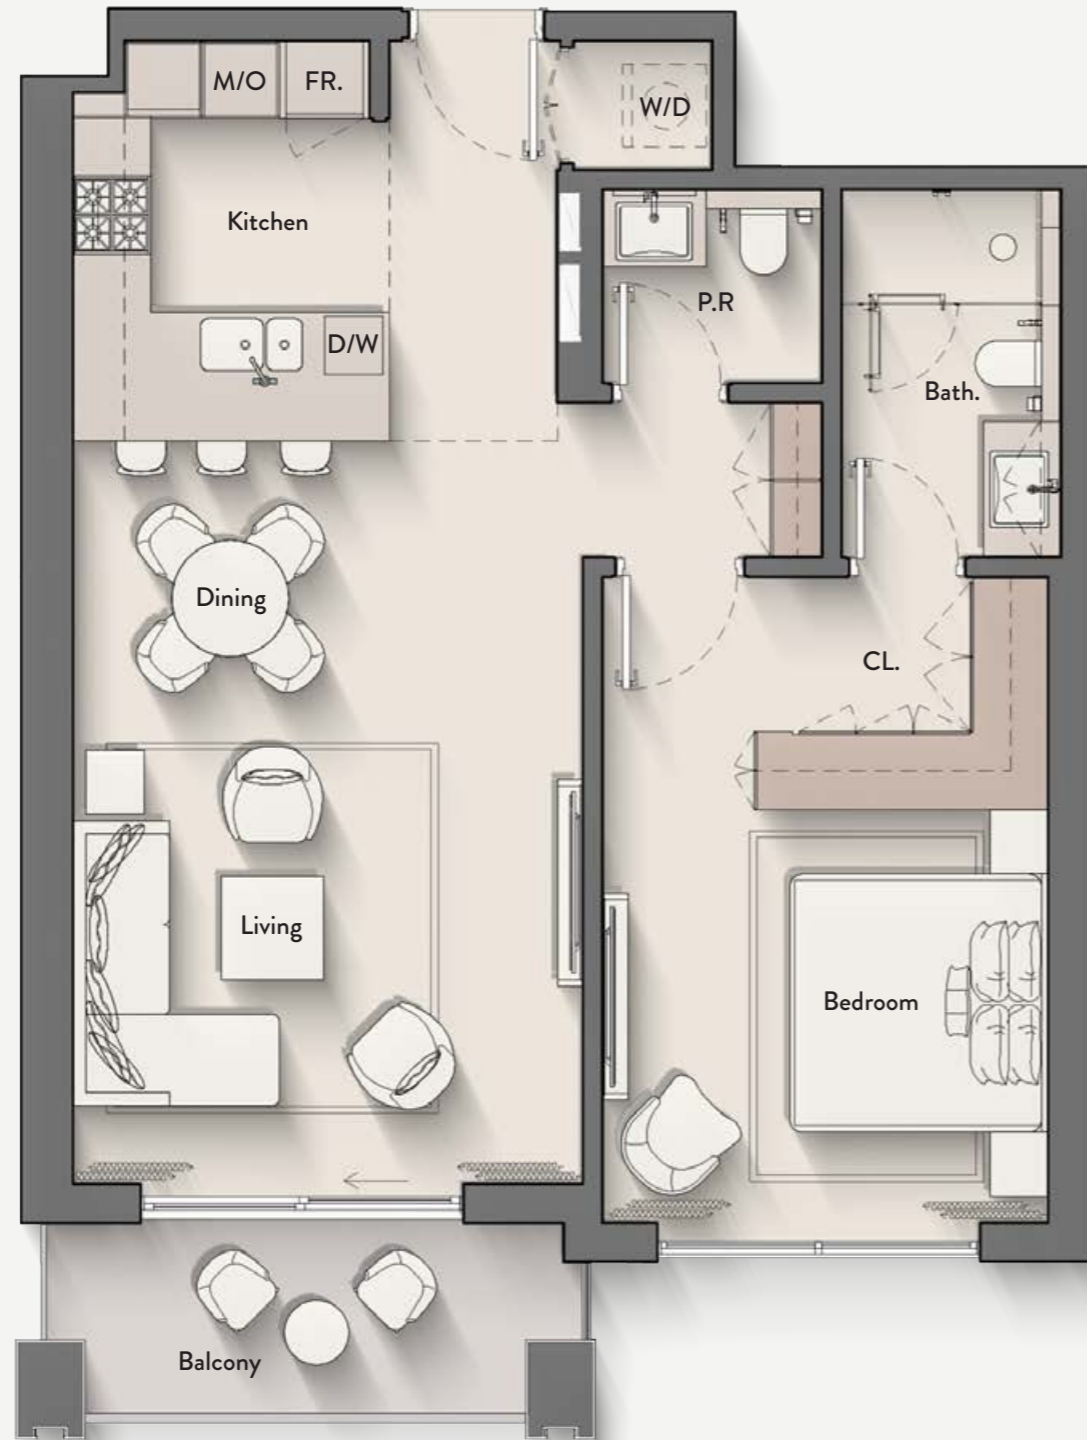 M/O
FR.
W/D
Kitchen
P.R
D/W
Bath.
Dining
CL.
Living
Bedroom
Balcony